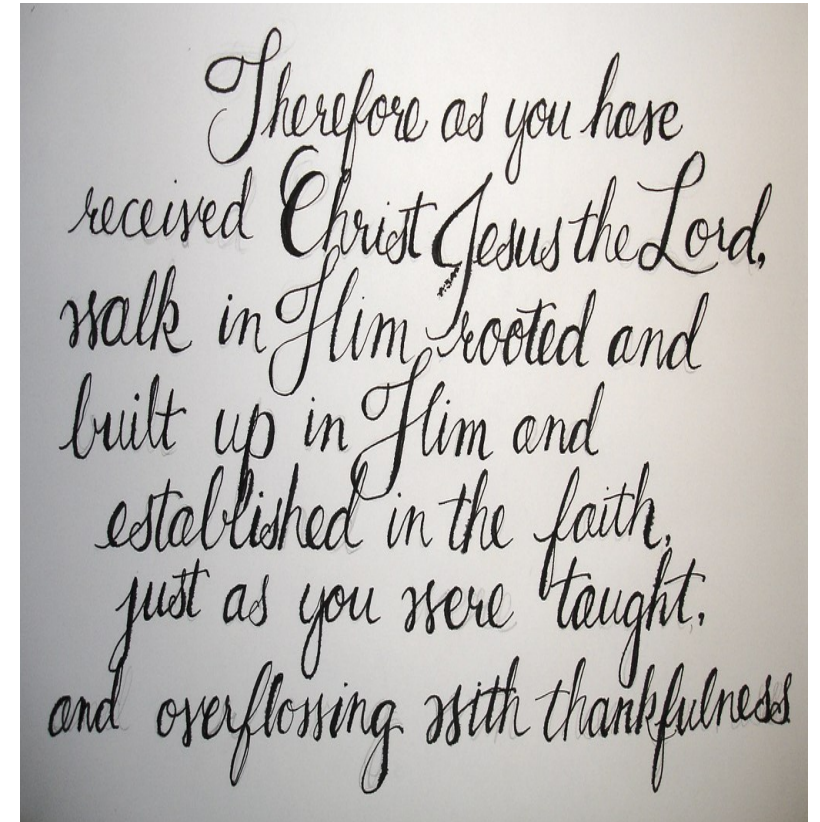 Therefore as you have
received Christ Jesus the Lord,
walk in Him rooted and
built up in Him and
established in the faith,
just as you were taught,
and overflowing with thankfulness